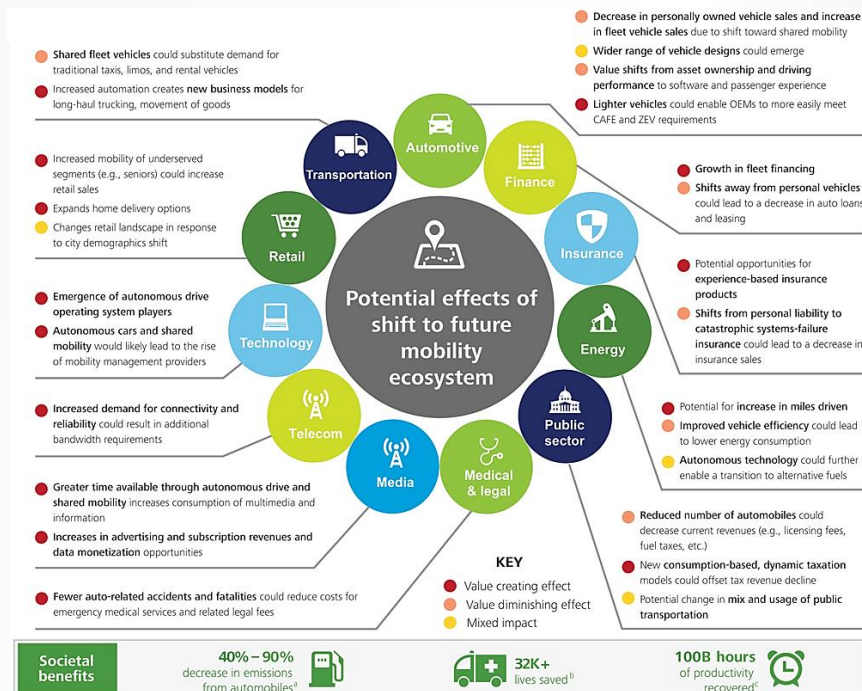 Shared fleet vehicles could substitute demand for
traditional taxis, limos, and rental vehicles
Increased automation creates new business models for
long-haul trucking, movement of goods
Decrease in personally owned vehicle sales and increase
in fleet vehicle sales due to shift toward shared mobility
Wider range of vehicle designs could emerge
Value shifts from asset ownership and driving
performance to software and passenger experience
Lighter vehicles could enable OEMs to more easily meet
CAFE and ZEV requirements
Increased mobility of underserved
segments (e.g., seniors) could increase
retail sales
Expands home delivery options
Changes retail landscape in response
to city demographics shift
Growth in fleet financing
Shifts away from personal vehicles
could lead to a decrease in auto loans
and leasing
Emergence of autonomous drive
operating system players
Autonomous cars and shared
mobility would likely lead to the rise
of mobility management providers
Potential opportunities for
experience-based insurance
products
Shifts from personal liability to
catastrophic systems-failure
insurance could lead to a decrease in
insurance sales
Increased demand for connectivity and
reliability could result in additional
bandwidth requirements
Potential for increase in miles driven
Improved vehicle efficiency could lead
to lower energy consumption
Autonomous technology could further
enable a transition to alternative fuels
Greater time available through autonomous drive and
shared mobility increases consumption of multimedia and
information
Increases in advertising and subscription revenues and
data monetization opportunities
Reduced number of automobiles could
decrease current revenues (e.g., licensing fees,
fuel taxes, etc.)
New consumption-based, dynamic taxation
models could offset tax revenue decline
Potential change in mix and usage of public
transportation
Fewer auto-related accidents and fatalities could reduce costs for
emergency medical services and related legal fees
Automotive
Finance
Insurance
Energy
Public
sector
Medical
& legal
Media
Telecom
Technology
Retail
Transportation
Potential effects of
shift to future
mobility
ecosystem
KEY
Value creating effect
Value diminishing effect
Mixed impact
Societal
benefits
40%–90%
decrease in emissions
from automobilesᵃ
32K+
lives savedᵇ
100B hours
of productivity
recoveredᶜ